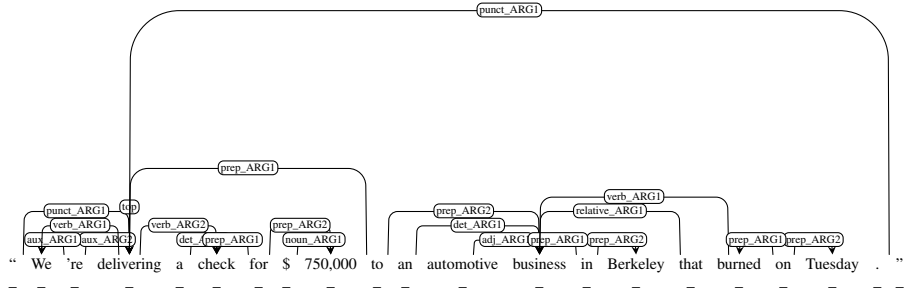 punct_ARG1
prep_ARG1
verb_ARG1
punct_ARG1 top prep_ARG2 relative_ARG1
verb_ARG1 verb_ARG2 prep_ARG2 det_ARG1
aux_ARG1 aux_ARG2 det_ prep_ARG1 noun_ARG1 adj_ARG1 prep_ARG1 prep_ARG2 prep_ARG1 prep_ARG2
“ We ’re delivering a check for $ 750,000 to an automotive business in Berkeley that burned on Tuesday . ”
_ _ _ _ _ _ _ _ _ _ _ _ _ _ _ _ _ _ _ _ _